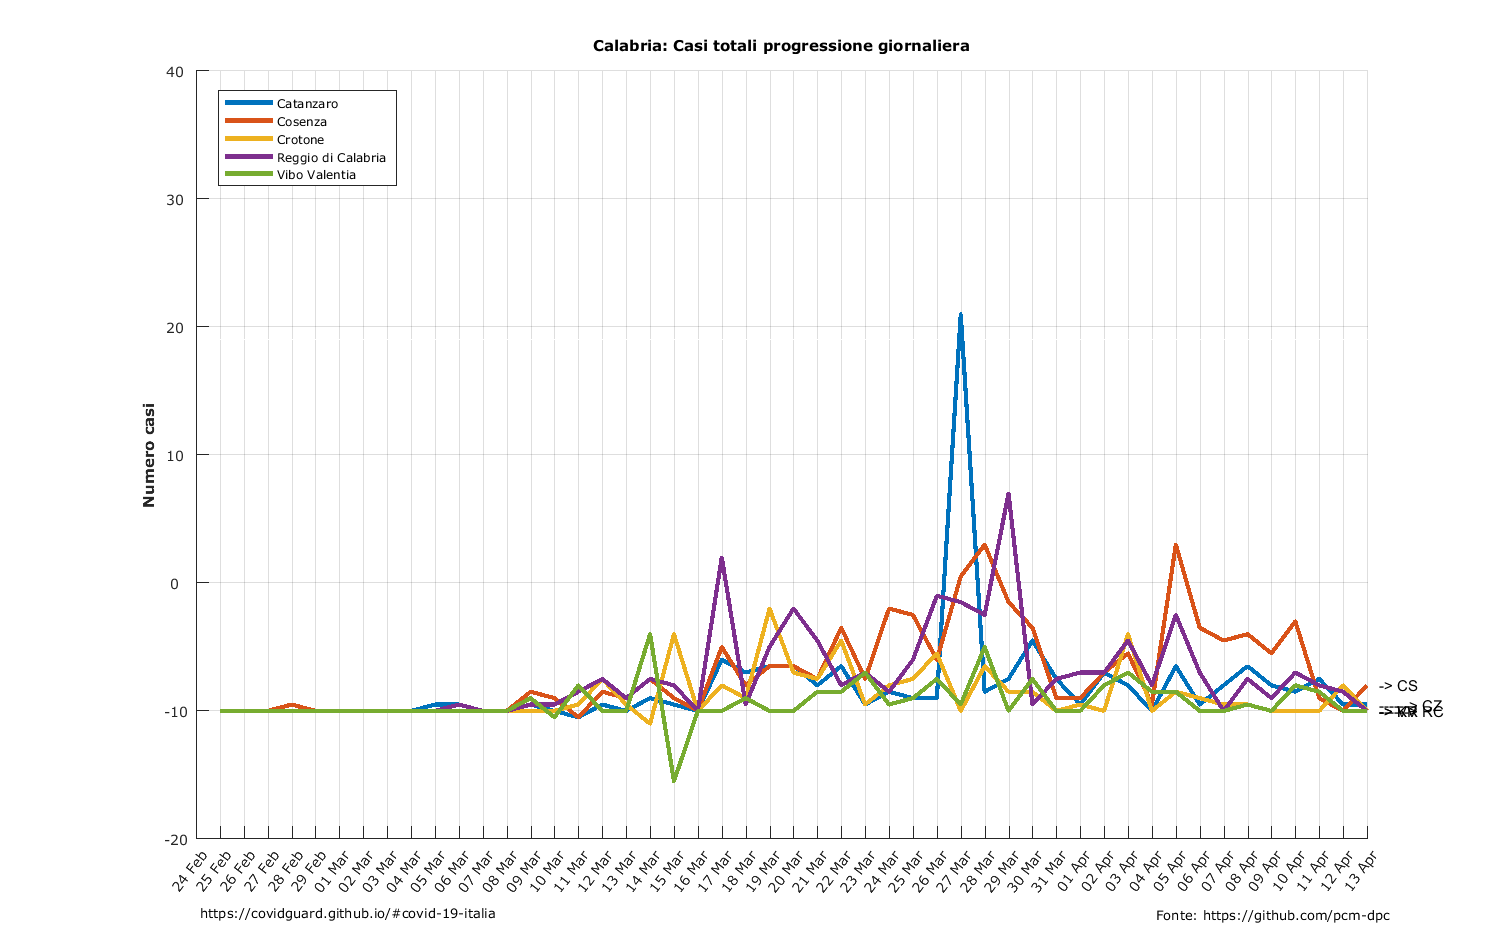 Calabria: Casi totali progressione giornaliera
40
30
20
10
0
-10
-20
Numero casi
Catanzaro
Cosenza
Crotone
Reggio di Calabria
Vibo Valentia
-> CS
-> CZ
RC
24 Feb
25 Feb
26 Feb
27 Feb
28 Feb
29 Feb
01 Mar
02 Mar
03 Mar
04 Mar
05 Mar
06 Mar
07 Mar
08 Mar
09 Mar
10 Mar
11 Mar
12 Mar
13 Mar
14 Mar
15 Mar
16 Mar
17 Mar
18 Mar
19 Mar
20 Mar
21 Mar
22 Mar
23 Mar
24 Mar
25 Mar
26 Mar
27 Mar
28 Mar
29 Mar
30 Mar
31 Mar
01 Apr
02 Apr
03 Apr
04 Apr
05 Apr
06 Apr
07 Apr
08 Apr
09 Apr
10 Apr
11 Apr
12 Apr
13 Apr
https://covidguard.github.io/#covid-19-italia
Fonte: https://github.com/pcm-dpc